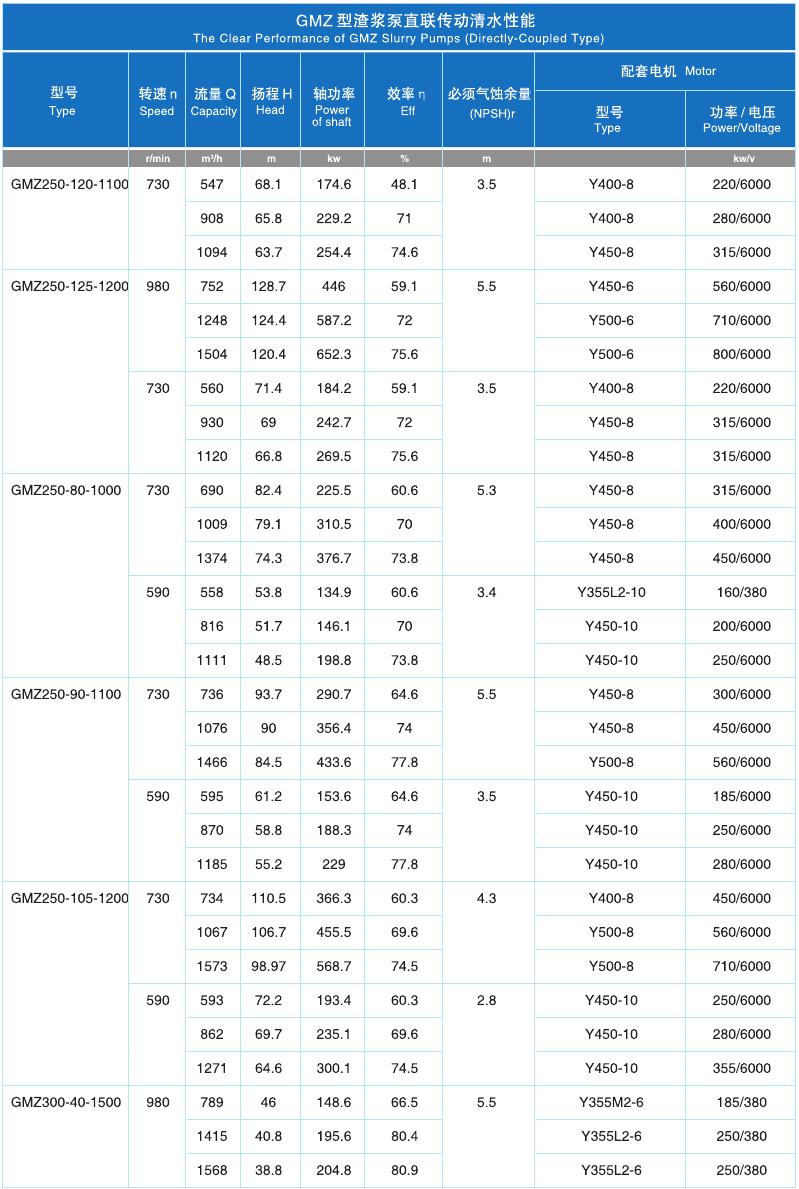 GMZ 型渣浆泵直联传动清水性能
The Clear Performance of GMZ Slurry Pumps (Directly-Coupled Type)
型号 转速 n 流量 Q 扬程 H 轴功率 效率 η 必须气蚀余量 配套电机 Motor
Type Speed Capacity Head Power of shaft Eff (NPSH)r 型号 Type 功率 / 电压 Power/Voltage
r/min m³/h m kw % m kw/v
GMZ250-120-1100 730 547 68.1 174.6 48.1 3.5 Y400-8 220/6000
908 65.8 229.2 71 Y400-8 280/6000
1094 63.7 254.4 74.6 Y450-8 315/6000
GMZ250-125-1200 980 752 128.7 446 59.1 5.5 Y450-6 560/6000
1248 124.4 587.2 72 Y500-6 710/6000
1504 120.4 652.3 75.6 Y500-6 800/6000
730 560 71.4 184.2 59.1 3.5 Y400-8 220/6000
930 69 242.7 72 Y450-8 315/6000
1120 66.8 269.5 75.6 Y450-8 315/6000
GMZ250-80-1000 730 690 82.4 225.5 60.6 5.3 Y450-8 315/6000
1009 79.1 310.5 70 Y450-8 400/6000
1374 74.3 376.7 73.8 Y450-8 450/6000
590 558 53.8 134.9 60.6 3.4 Y355L2-10 160/380
816 51.7 146.1 70 Y450-10 200/6000
1111 48.5 198.8 73.8 Y450-10 250/6000
GMZ250-90-1100 730 736 93.7 290.7 64.6 5.5 Y450-8 300/6000
1076 90 356.4 74 Y450-8 450/6000
1466 84.5 433.6 77.8 Y500-8 560/6000
590 595 61.2 153.6 64.6 3.5 Y450-10 185/6000
870 58.8 188.3 74 Y450-10 250/6000
1185 55.2 229 77.8 Y450-10 280/6000
GMZ250-105-1200 730 734 110.5 366.3 60.3 4.3 Y400-8 450/6000
1067 106.7 455.5 69.6 Y500-8 560/6000
1573 98.97 568.7 74.5 Y500-8 710/6000
590 593 72.2 193.4 60.3 2.8 Y450-10 250/6000
862 69.7 235.1 69.6 Y450-10 280/6000
1271 64.6 300.1 74.5 Y450-10 355/6000
GMZ300-40-1500 980 789 46 148.6 66.5 5.5 Y355M2-6 185/380
1415 40.8 195.6 80.4 Y355L2-6 250/380
1568 38.8 204.8 80.9 Y355L2-6 250/380